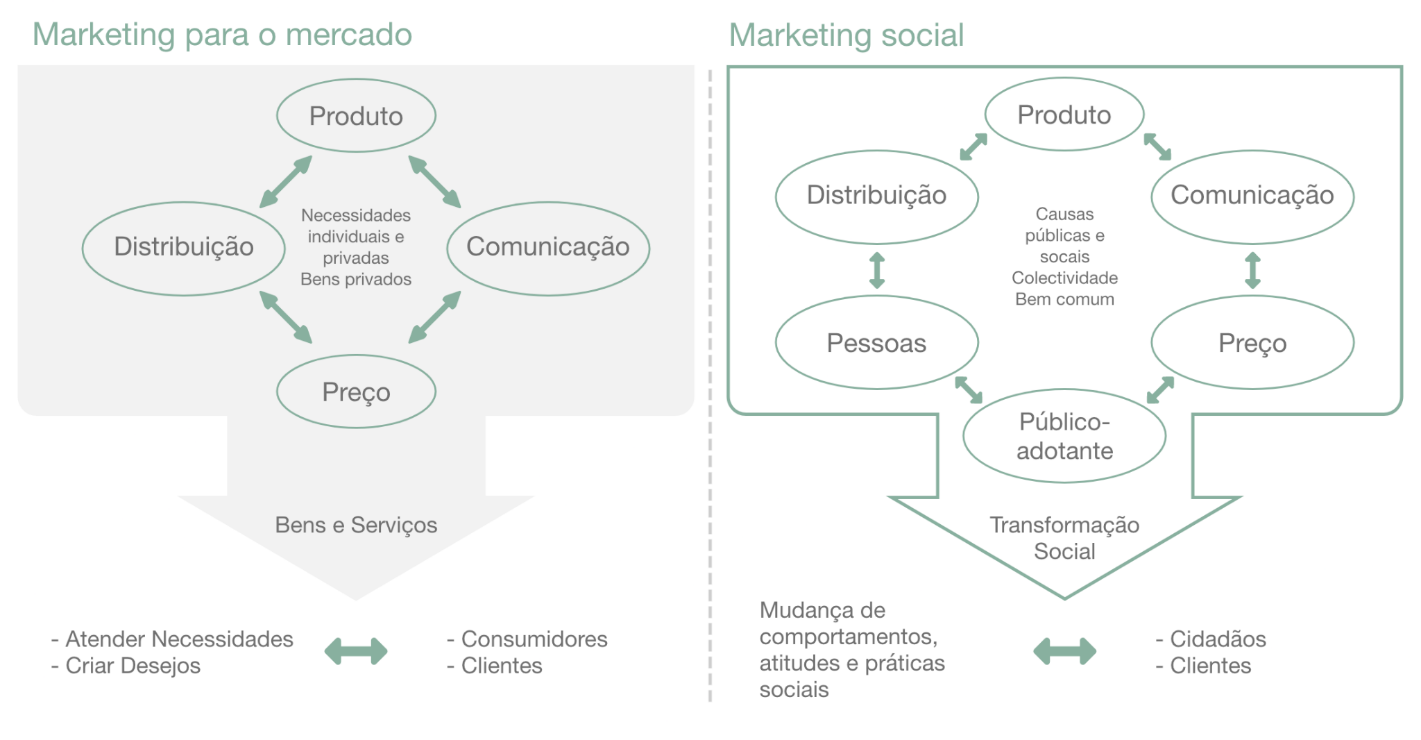 Marketing para o mercado
Produto
Distribuição
Necessidades
individuais e
privadas
Bens privados
Comunicação
Preço
Bens e Serviços
- Atender Necessidades
- Criar Desejos
- Consumidores
- Clientes
Marketing social
Produto
Distribuição
Comunicação
Causas
públicas e
socais
Colectividade
Bem comum
Pessoas
Preço
Público-
adotante
Transformação
Social
Mudança de
comportamentos,
atitudes e práticas
sociais
- Cidadãos
- Clientes